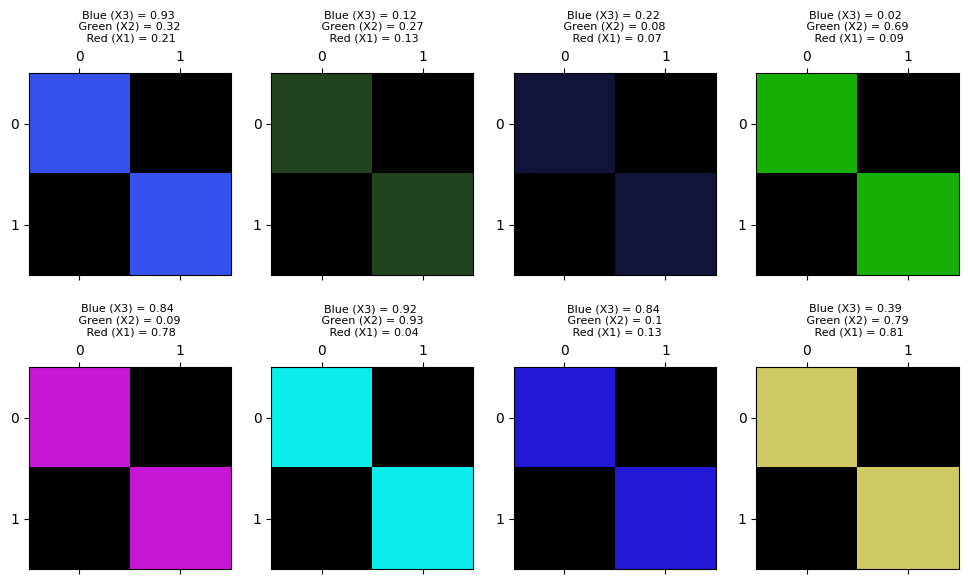 Blue (X3) = 0.93
Green (X2) = 0.32
Red (X1) = 0.21
0 1
0
1
Blue (X3) = 0.12
Green (X2) = 0.27
Red (X1) = 0.13
0 1
0
1
Blue (X3) = 0.22
Green (X2) = 0.08
Red (X1) = 0.07
0 1
0
1
Blue (X3) = 0.02
Green (X2) = 0.69
Red (X1) = 0.09
0 1
0
1
Blue (X3) = 0.84
Green (X2) = 0.09
Red (X1) = 0.78
0 1
0
1
Blue (X3) = 0.92
Green (X2) = 0.93
Red (X1) = 0.04
0 1
0
1
Blue (X3) = 0.84
Green (X2) = 0.1
Red (X1) = 0.13
0 1
0
1
Blue (X3) = 0.39
Green (X2) = 0.79
Red (X1) = 0.81
0 1
0
1